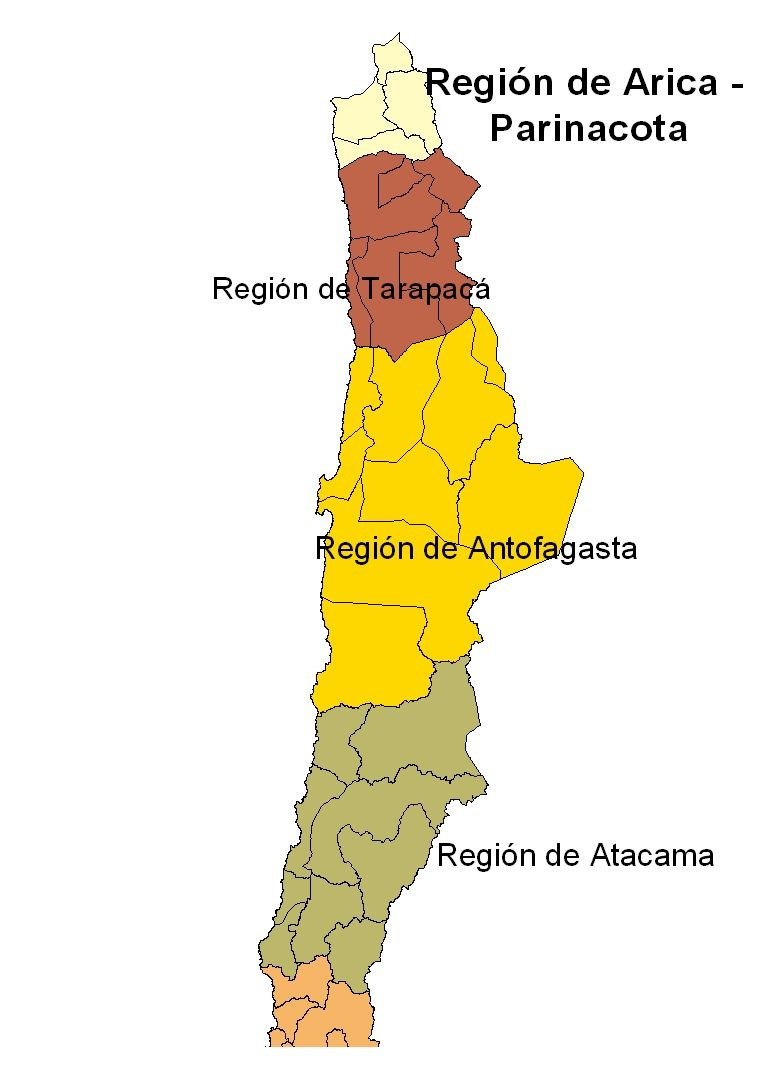 Región de Arica -
Parinacota
Región de Tarapacá
Región de Antofagasta
Región de Atacama